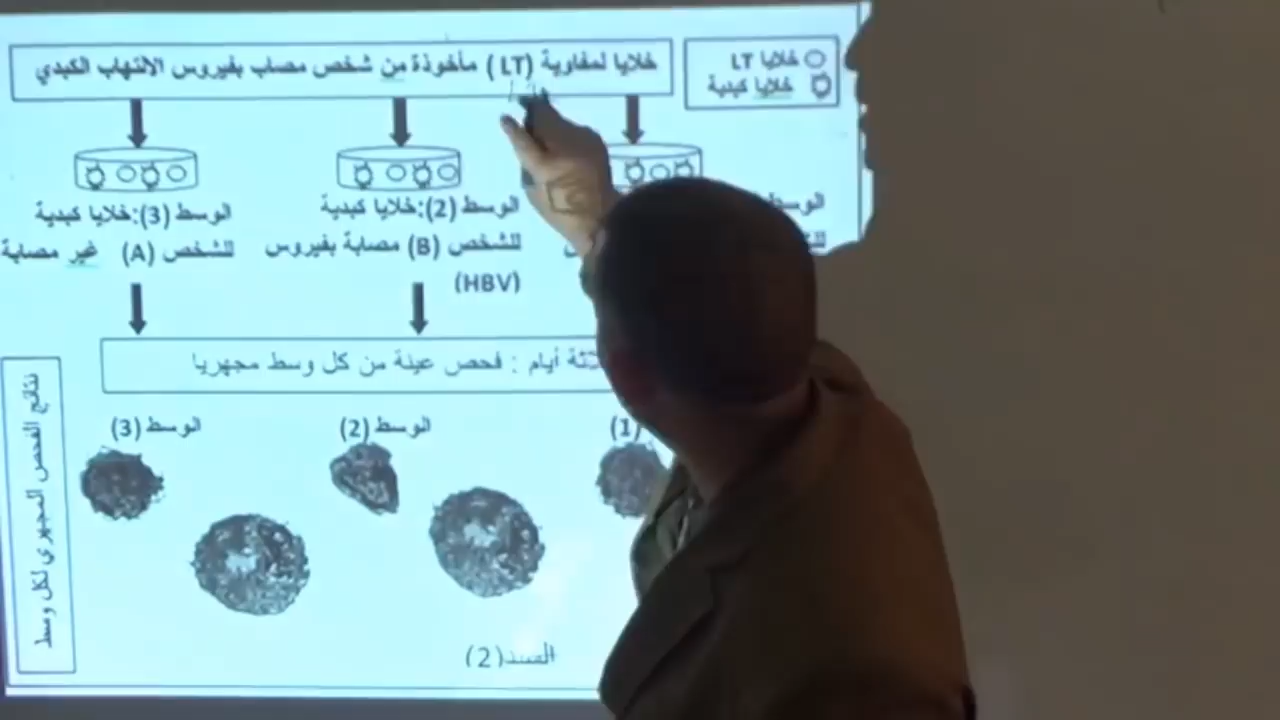 خلايا لمفاوية (LT) مأخوذة من شخص مصاب بفيروس الالتهاب الكبدي
خلايا LT
خلايا كبدية
الوسط
الوسط (2): خلايا كبدية
للشخص (B) مصابة بفيروس
(HBV)
الوسط (3): خلايا كبدية
للشخص (A) غير مصابة
أيام : فحص عينة من كل وسط مجهريا
نتائج الفحص المجهري لكل وسط
(1)
الوسط (2)
الوسط (3)
السند (2)